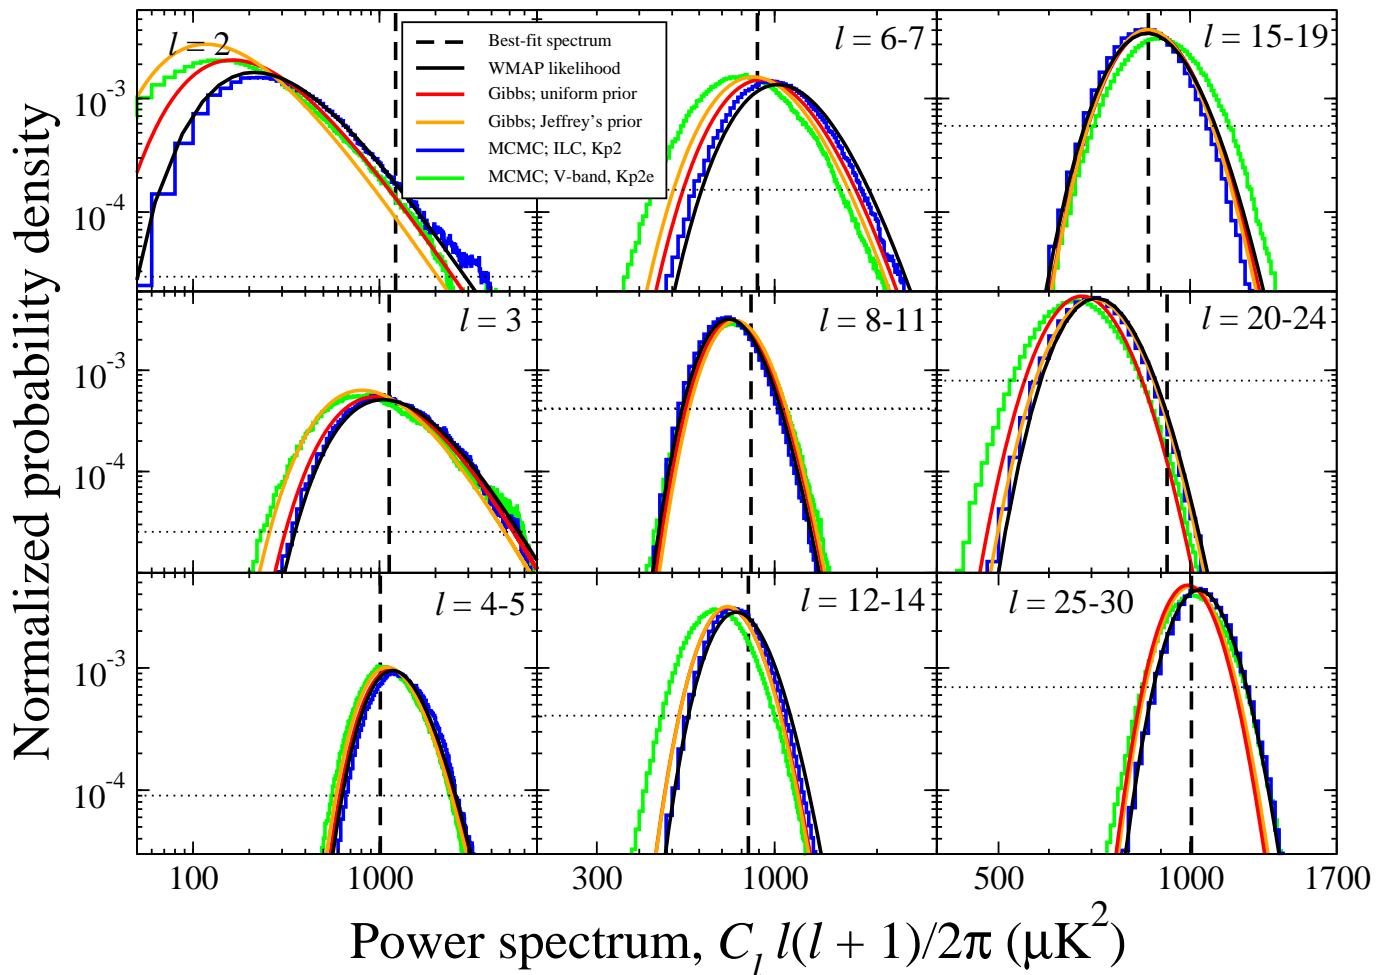 l = 2
Best-fit spectrum
WMAP likelihood
Gibbs; uniform prior
Gibbs; Jeffrey's prior
MCMC; ILC, Kp2
MCMC; V-band, Kp2e
l = 6-7
l = 15-19
10^-3
10^-4
l = 3
l = 8-11
l = 20-24
10^-3
10^-4
l = 4-5
l = 12-14
l = 25-30
10^-3
10^-4
100 1000 300 1000 500 1000 1700
Normalized probability density
Power spectrum, C_l l(l + 1)/2π (μK^2)